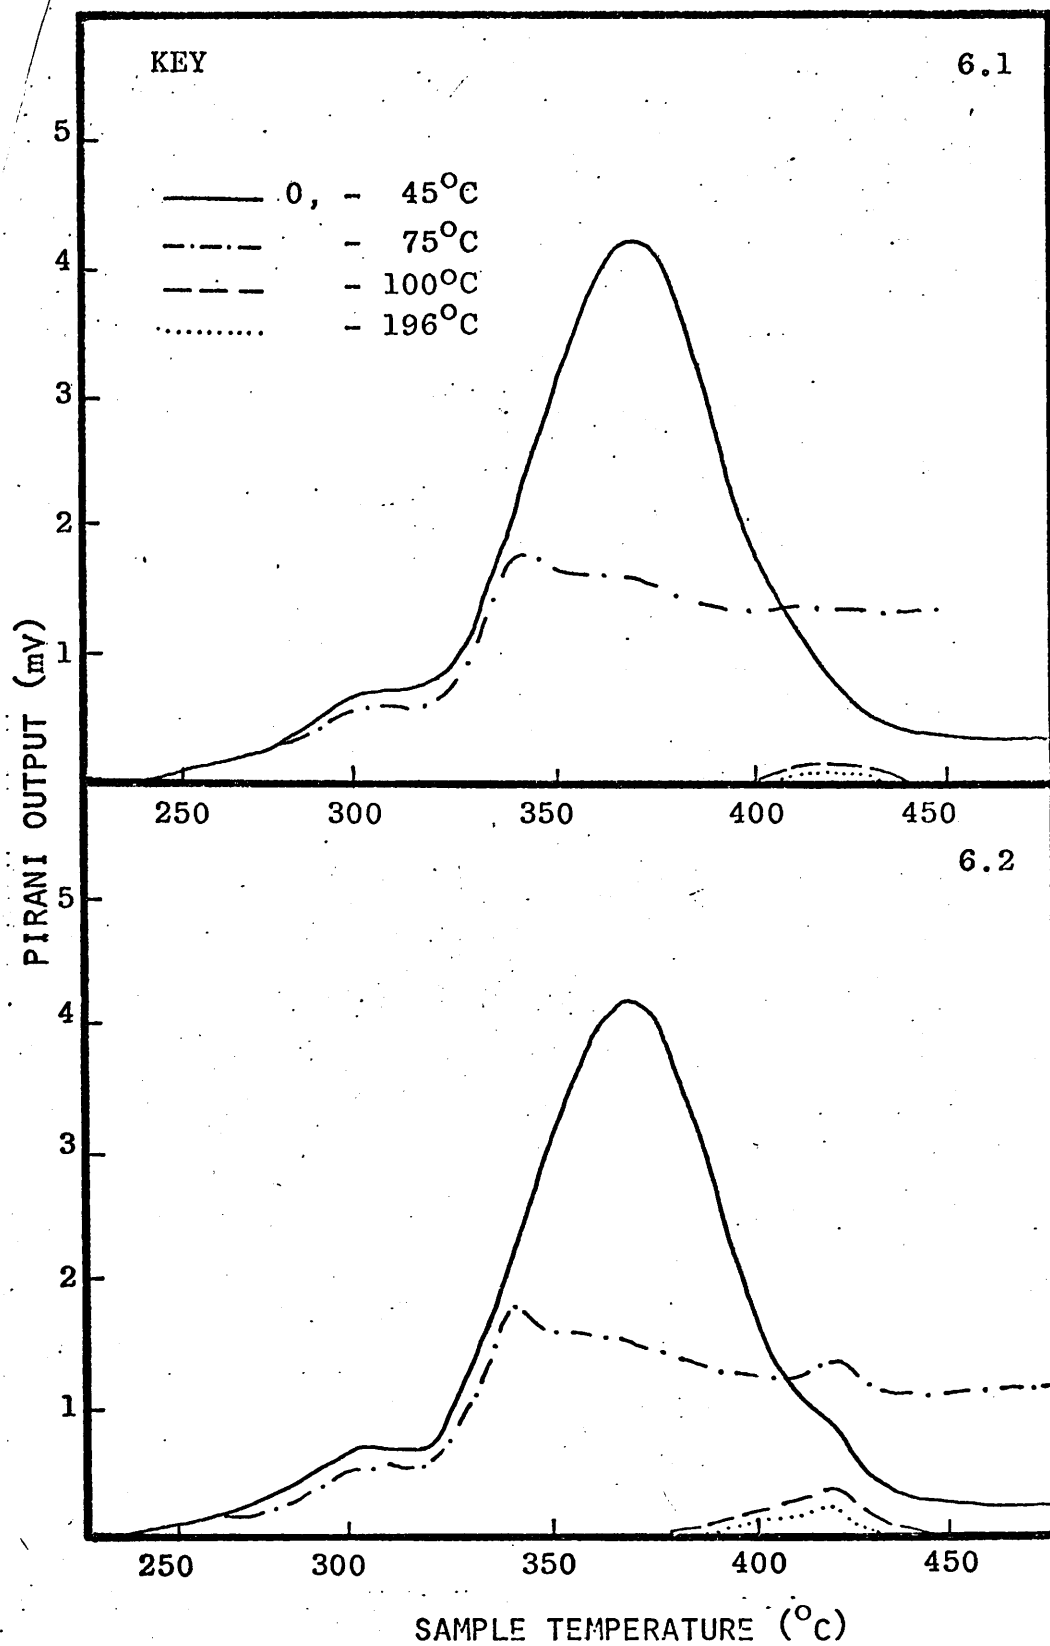 KEY
6.1
0, - 45°C
- 75°C
- 100°C
- 196°C
5
4
3
2
1
250 300 350 400 450
6.2
5
4
3
2
1
250 300 350 400 450
PIRANI OUTPUT (mV)
SAMPLE TEMPERATURE (°C)